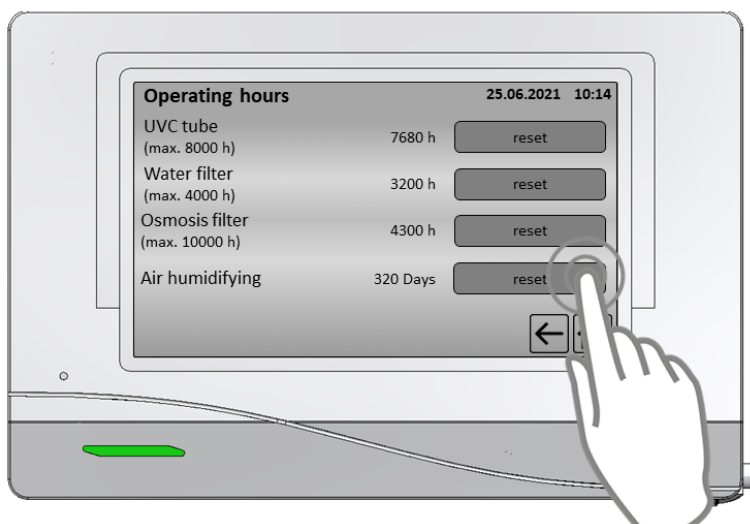 Operating hours 25.06.2021 10:14
UVC tube
(max. 8000 h) 7680 h reset
Water filter
(max. 4000 h) 3200 h reset
Osmosis filter
(max. 10000 h) 4300 h reset
Air humidifying 320 Days reset